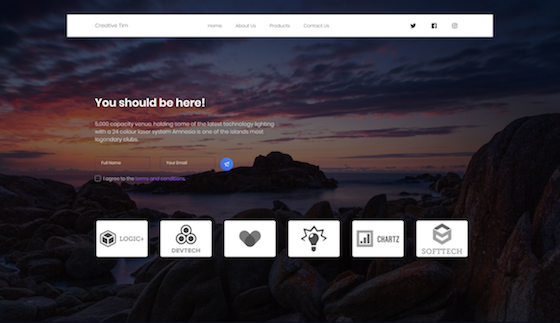 Creative Tim
Home
About Us
Products
Contact Us
You should be here!
5,000 capacity venue, holding some of the latest technology lighting
with a 24 colour laser system Amnesia is one of the islands most
legendary clubs.
Full Name
Your Email
I agree to the terms and conditions.
LOGIC+
DEVTECH
CHARTZ
SOFTTECH